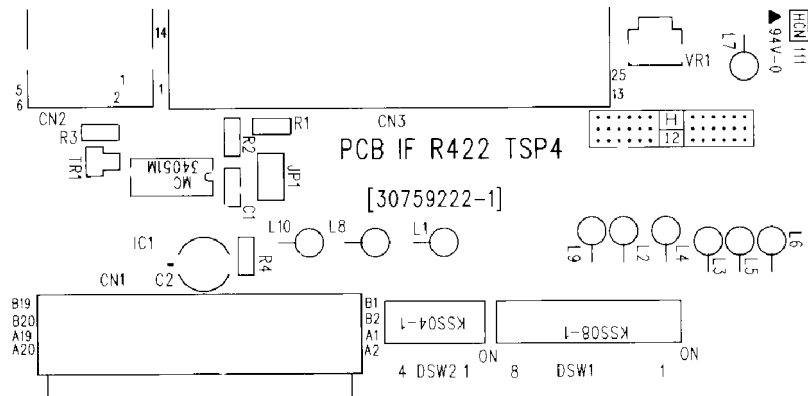 14
5
6
1
2
1
CN2
CN3
25
13
VR1
L7
94V-0
HCN
111
R3
R2
R1
TR1
MC
34051M
C1
JP1
PCB IF R422 TSP4
[30759222-1]
H
12
IC1
C2
R4
L10
L8
L1
L9
L2
L4
L3
L5
L6
CN1
B19
B20
A19
A20
B1
B2
A1
A2
KSS04-1
KSS08-1
ON
ON
4 DSW2 1
8 DSW1 1